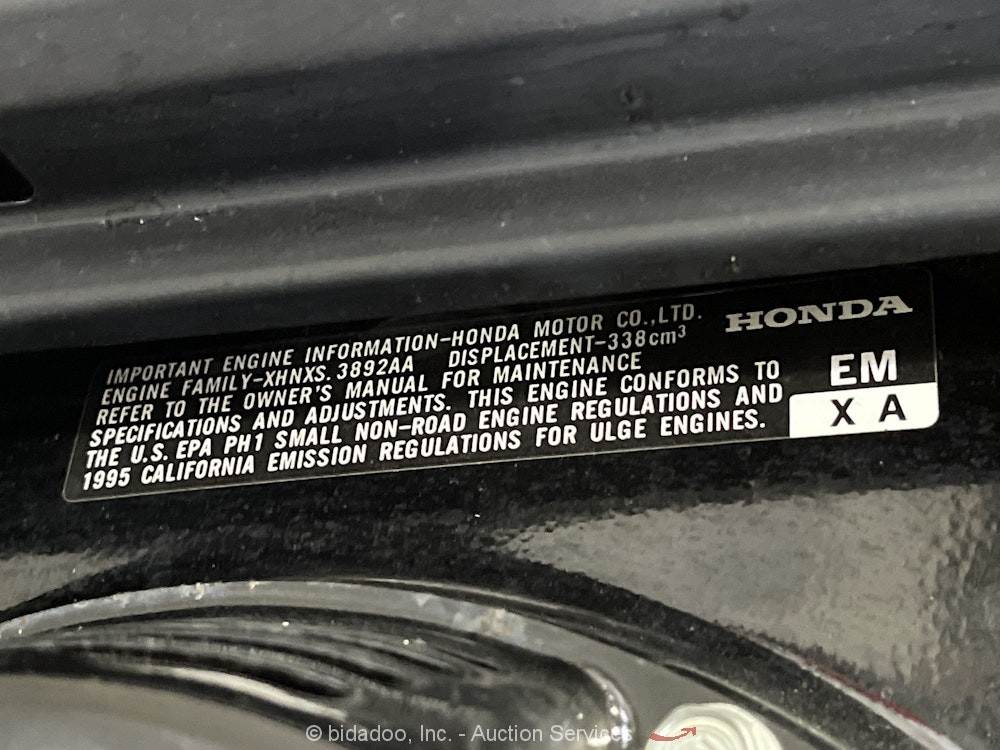 IMPORTANT ENGINE INFORMATION-HONDA MOTOR CO.,LTD.
ENGINE FAMILY-XHNXS.3892AA DISPLACEMENT-338cm³
REFER TO THE OWNER'S MANUAL FOR MAINTENANCE
SPECIFICATIONS AND ADJUSTMENTS. THIS ENGINE CONFORMS TO
THE U.S. EPA PH1 SMALL NON-ROAD ENGINE REGULATIONS AND
1995 CALIFORNIA EMISSION REGULATIONS FOR ULGE ENGINES.
HONDA
EM
X A
© bidadoo, Inc. - Auction Services